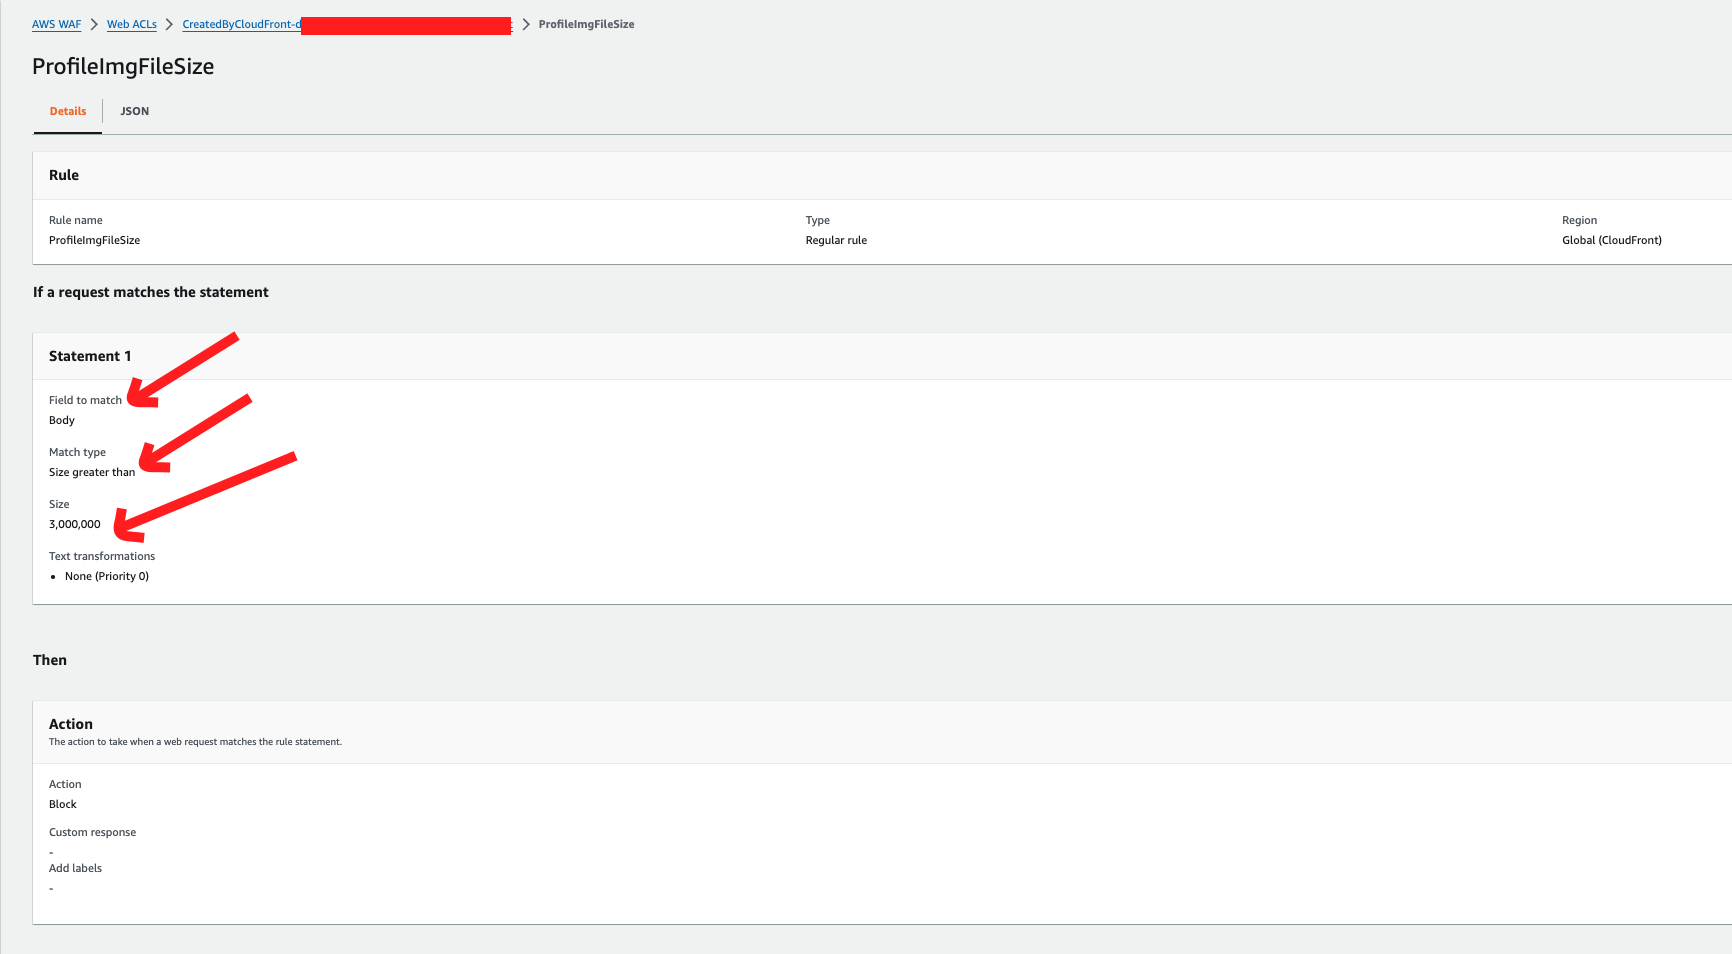 AWS WAF > Web ACLs > CreatedByCloudFront-d > ProfileImgFileSize
ProfileImgFileSize
Details JSON
Rule
Rule name Type Region
ProfileImgFileSize Regular rule Global (CloudFront)
If a request matches the statement
Statement 1
Field to match
Body
Match type
Size greater than
Size
3,000,000
Text transformations
• None (Priority 0)
Then
Action
The action to take when a web request matches the rule statement.
Action
Block
Custom response
-
Add labels
-